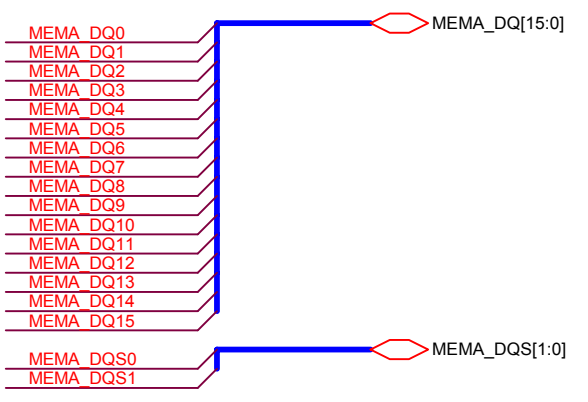 MEMA_DQ[15:0]
MEMA_DQ0
MEMA_DQ1
MEMA_DQ2
MEMA_DQ3
MEMA_DQ4
MEMA_DQ5
MEMA_DQ6
MEMA_DQ7
MEMA_DQ8
MEMA_DQ9
MEMA_DQ10
MEMA_DQ11
MEMA_DQ12
MEMA_DQ13
MEMA_DQ14
MEMA_DQ15
MEMA_DQS[1:0]
MEMA_DQS0
MEMA_DQS1